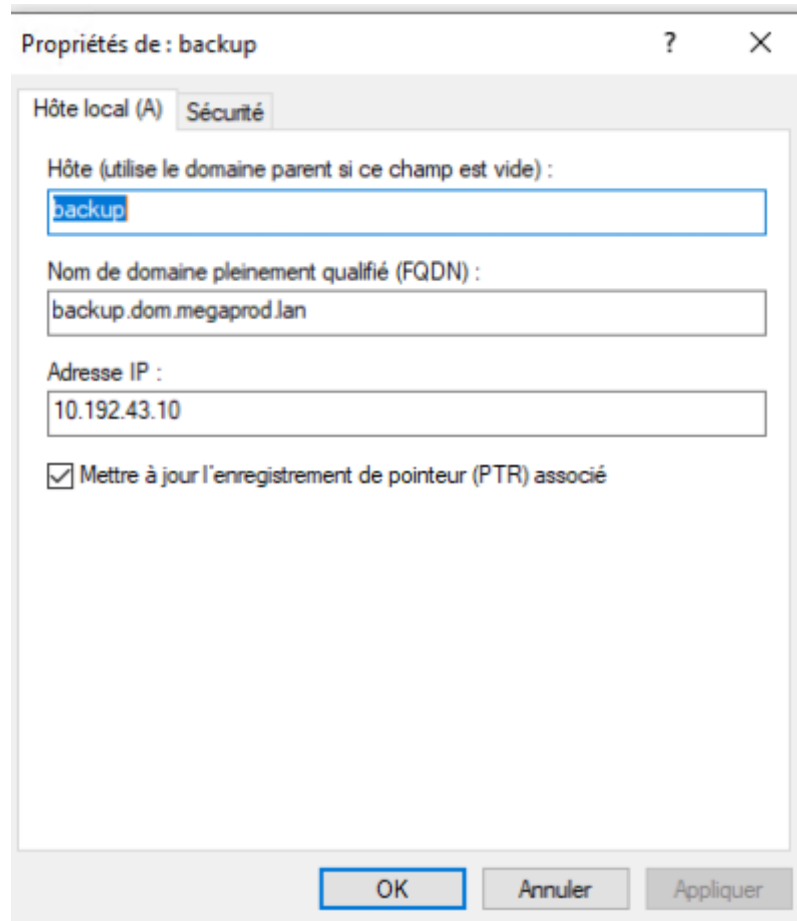 Propriétés de : backup
?
Hôte local (A)
Sécurité
Hôte (utilise le domaine parent si ce champ est vide) :
backup
Nom de domaine pleinement qualifié (FQDN) :
backup.dom.megaprod.lan
Adresse IP :
10.192.43.10
Mettre à jour l'enregistrement de pointeur (PTR) associé
OK
Annuler
Appliquer